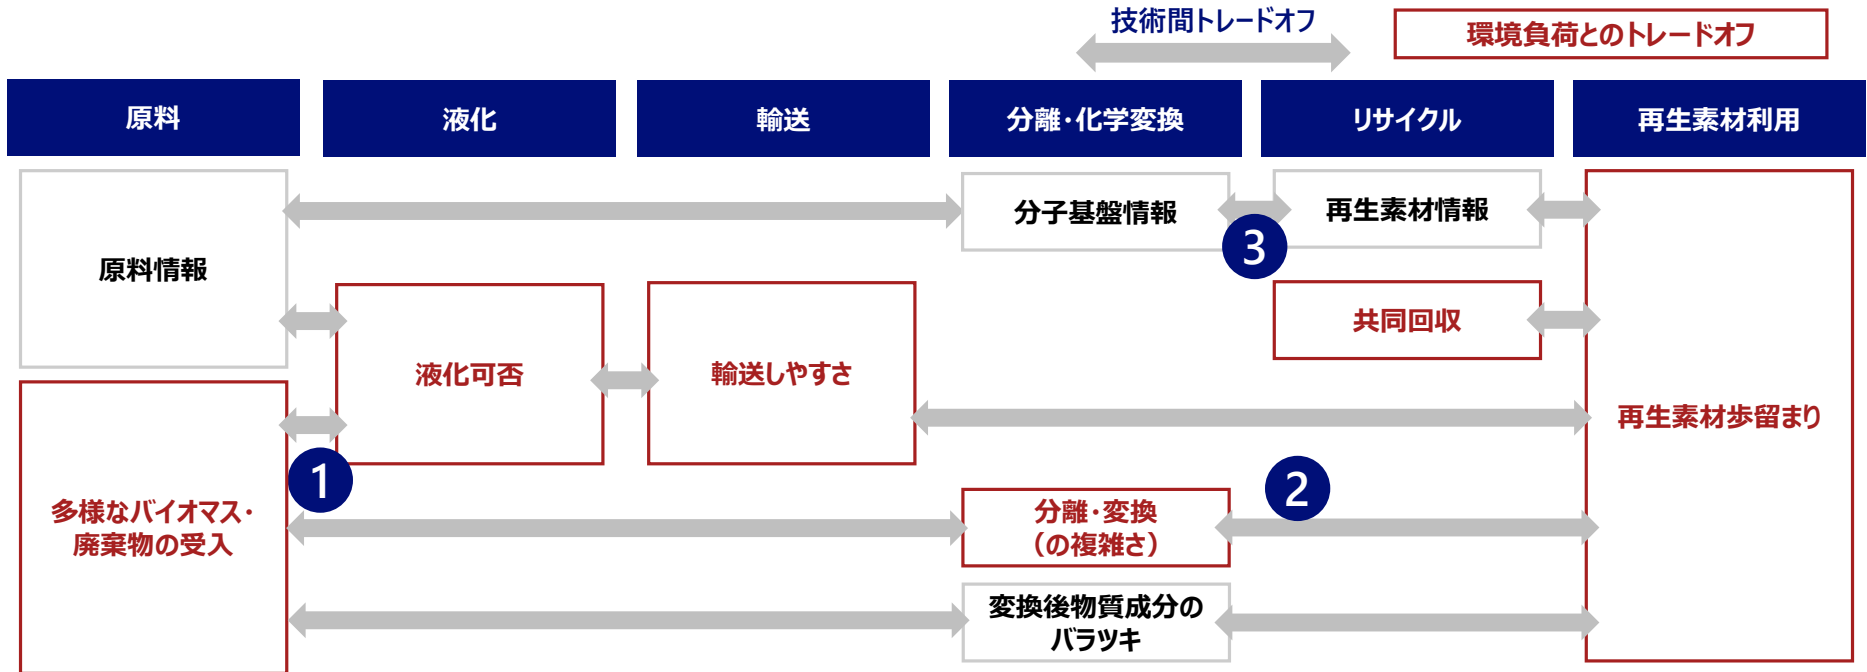 技術間トレードオフ
環境負荷とのトレードオフ
原料
液化
輸送
分離・化学変換
リサイクル
再生素材利用
原料情報
分子基盤情報
再生素材情報
3
共同回収
液化可否
輸送しやすさ
再生素材歩留まり
1
2
多様なバイオマス・
廃棄物の受入
分離・変換
（の複雑さ）
変換後物質成分の
バラツキ